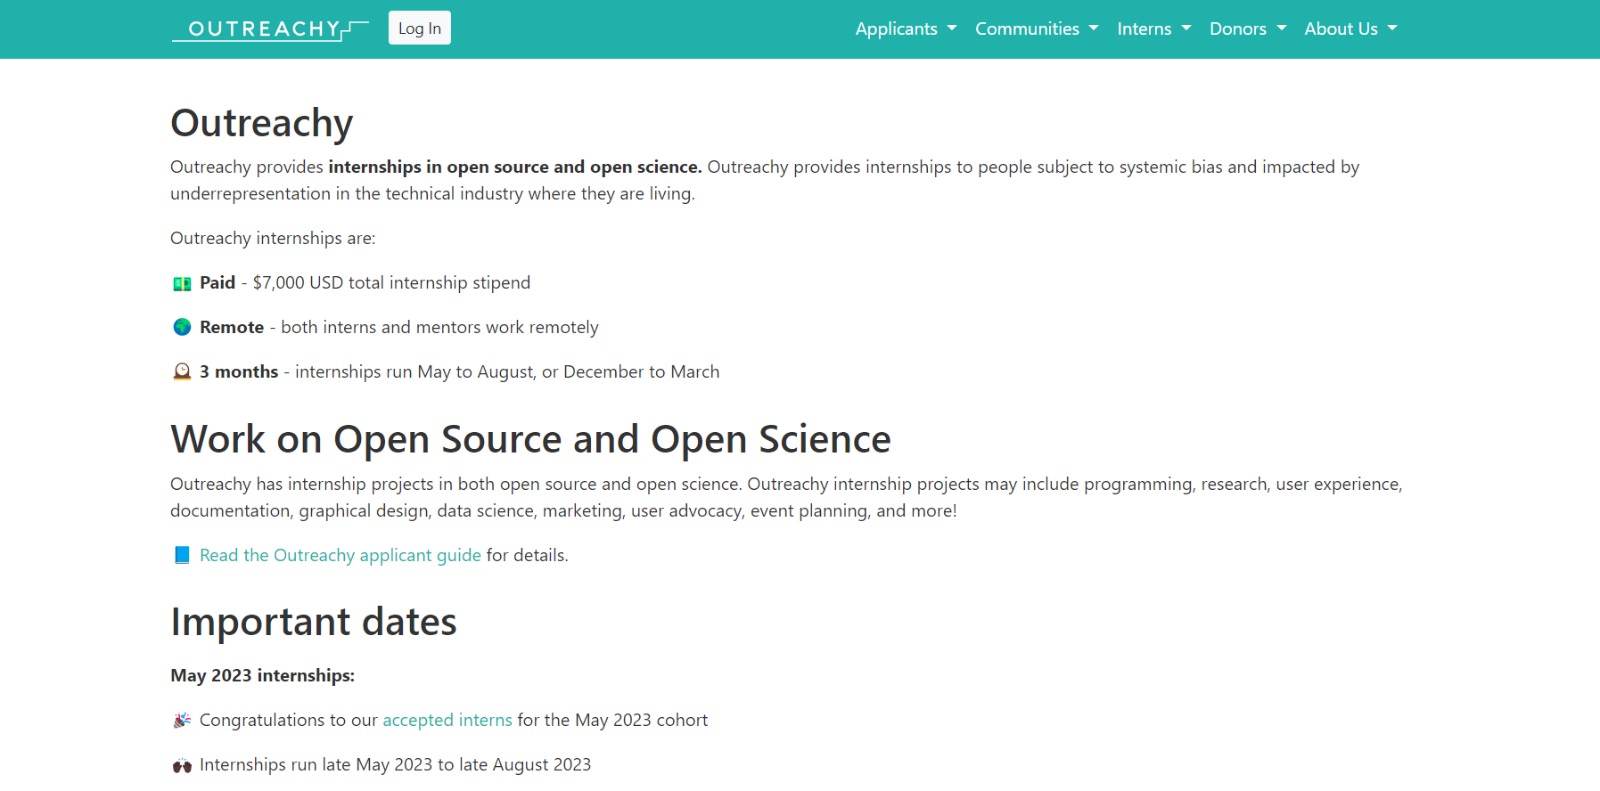 OUTREACHY
Log In
Applicants
Communities
Interns
Donors
About Us
Outreachy
Outreachy provides internships in open source and open science. Outreachy provides internships to people subject to systemic bias and impacted by
underrepresentation in the technical industry where they are living.
Outreachy internships are:
Paid - $7,000 USD total internship stipend
Remote - both interns and mentors work remotely
3 months - internships run May to August, or December to March
Work on Open Source and Open Science
Outreachy has internship projects in both open source and open science. Outreachy internship projects may include programming, research, user experience,
documentation, graphical design, data science, marketing, user advocacy, event planning, and more!
Read the Outreachy applicant guide for details.
Important dates
May 2023 internships:
Congratulations to our accepted interns for the May 2023 cohort
Internships run late May 2023 to late August 2023